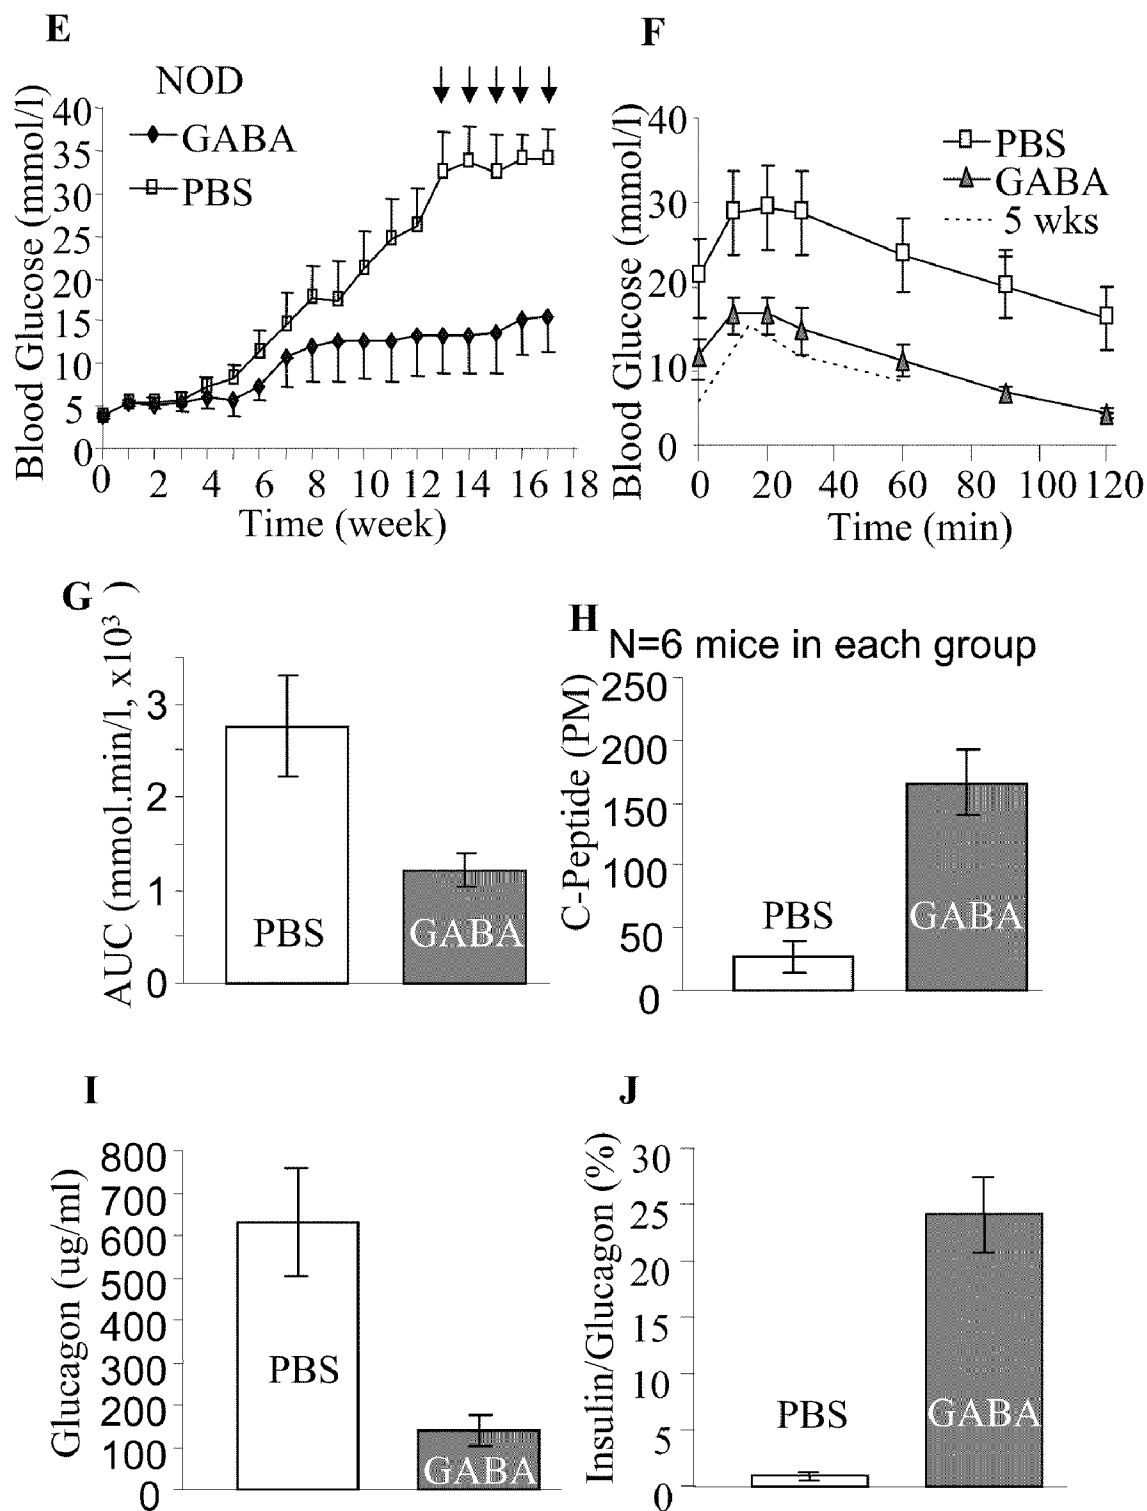 E
NOD
GABA
PBS
Blood Glucose (mmol/l)
40
35
30
25
20
15
10
5
0
0 2 4 6 8 10 12 14 16 18
Time (week)
F
PBS
GABA
5 wks
Blood Glucose (mmol/l)
40
30
20
10
0
0 20 40 60 80 100 120
Time (min)
G
AUC (mmol.min/l, x10³)
3
2
1
0
PBS
GABA
H
N=6 mice in each group
C-Peptide (PM)
250
200
150
100
50
0
PBS
GABA
I
Glucagon (ug/ml)
800
700
600
500
400
300
200
100
0
PBS
GABA
J
Insulin/Glucagon (%)
30
25
20
15
10
5
0
PBS
GABA